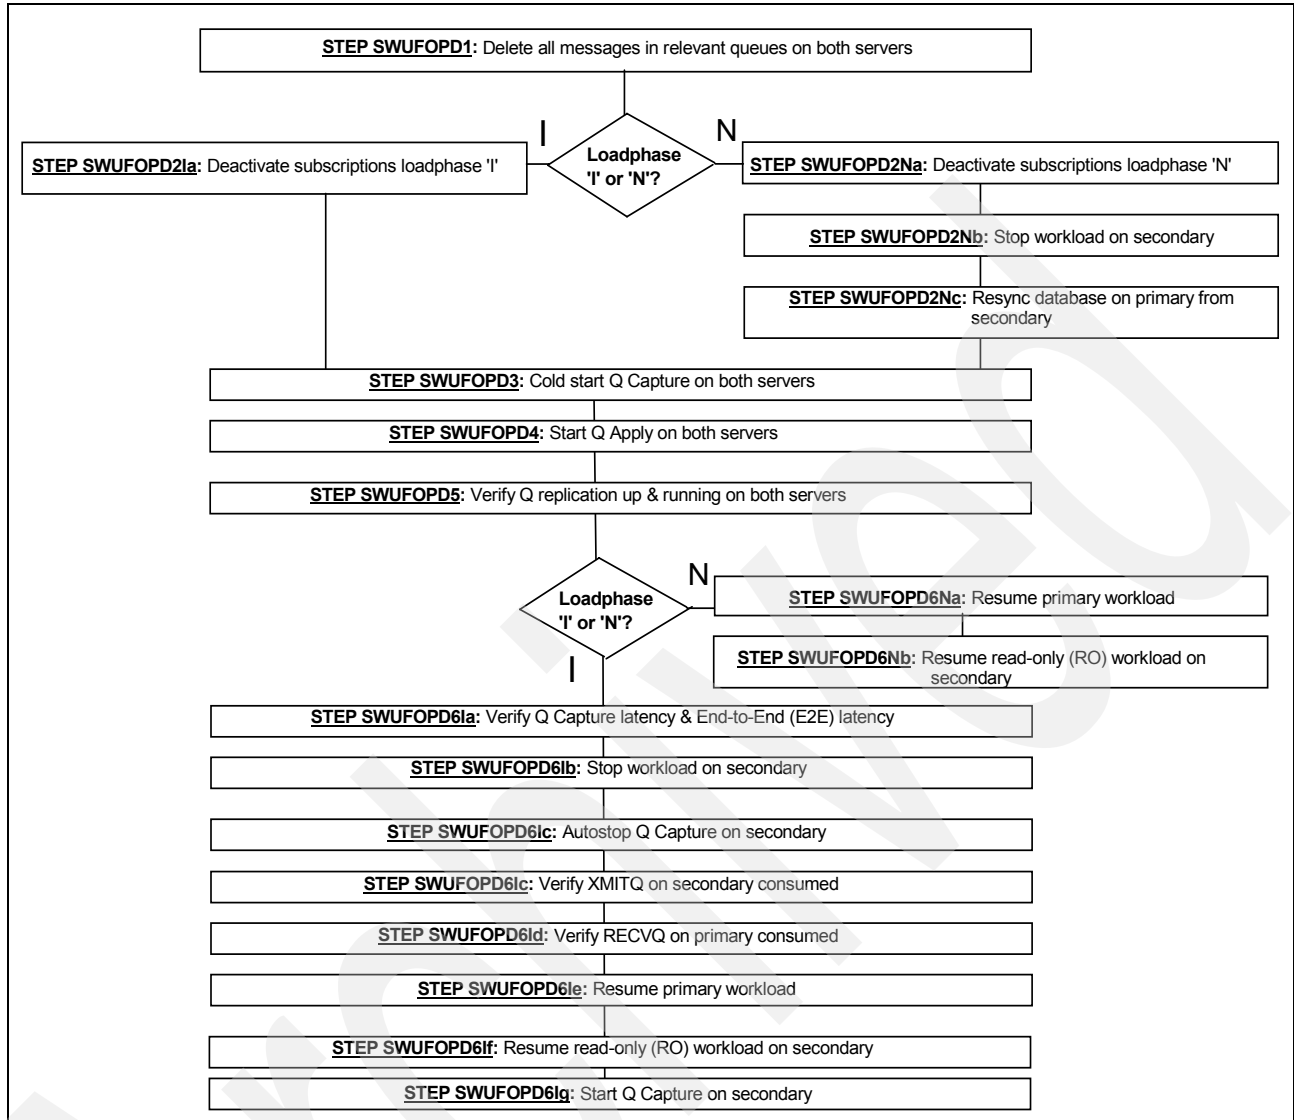 STEP SWUFOPD1: Delete all messages in relevant queues on both servers
I
N
Loadphase
'I' or 'N'?
STEP SWUFOPD2Ia: Deactivate subscriptions loadphase 'I'
STEP SWUFOPD2Na: Deactivate subscriptions loadphase 'N'
STEP SWUFOPD2Nb: Stop workload on secondary
STEP SWUFOPD2Nc: Resync database on primary from
secondary
STEP SWUFOPD3: Cold start Q Capture on both servers
STEP SWUFOPD4: Start Q Apply on both servers
STEP SWUFOPD5: Verify Q replication up & running on both servers
Loadphase
'I' or 'N'?
N
STEP SWUFOPD6Na: Resume primary workload
STEP SWUFOPD6Nb: Resume read-only (RO) workload on
secondary
I
STEP SWUFOPD6Ia: Verify Q Capture latency & End-to-End (E2E) latency
STEP SWUFOPD6Ib: Stop workload on secondary
STEP SWUFOPD6Ic: Autostop Q Capture on secondary
STEP SWUFOPD6Ic: Verify XMITQ on secondary consumed
STEP SWUFOPD6Id: Verify RECVQ on primary consumed
STEP SWUFOPD6Ie: Resume primary workload
STEP SWUFOPD6If: Resume read-only (RO) workload on secondary
STEP SWUFOPD6Ig: Start Q Capture on secondary